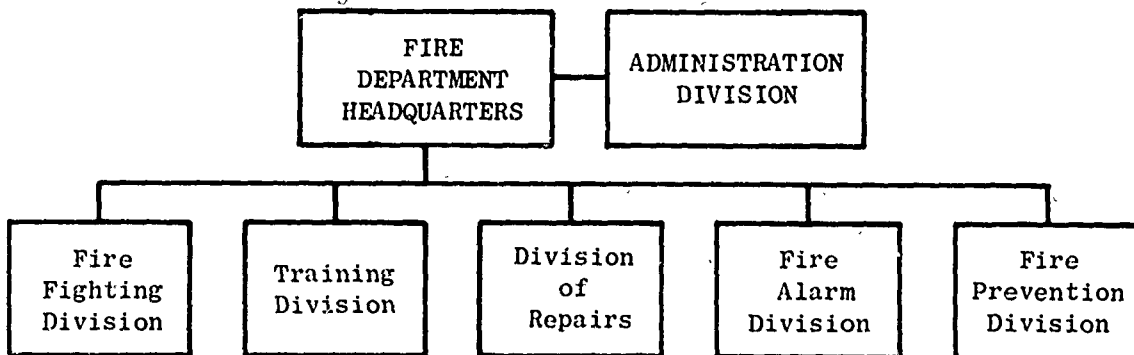 FIRE
DEPARTMENT
HEADQUARTERS
ADMINISTRATION
DIVISION
Fire
Fighting
Division
Training
Division
Division
of
Repairs
Fire
Alarm
Division
Fire
Prevention
Division